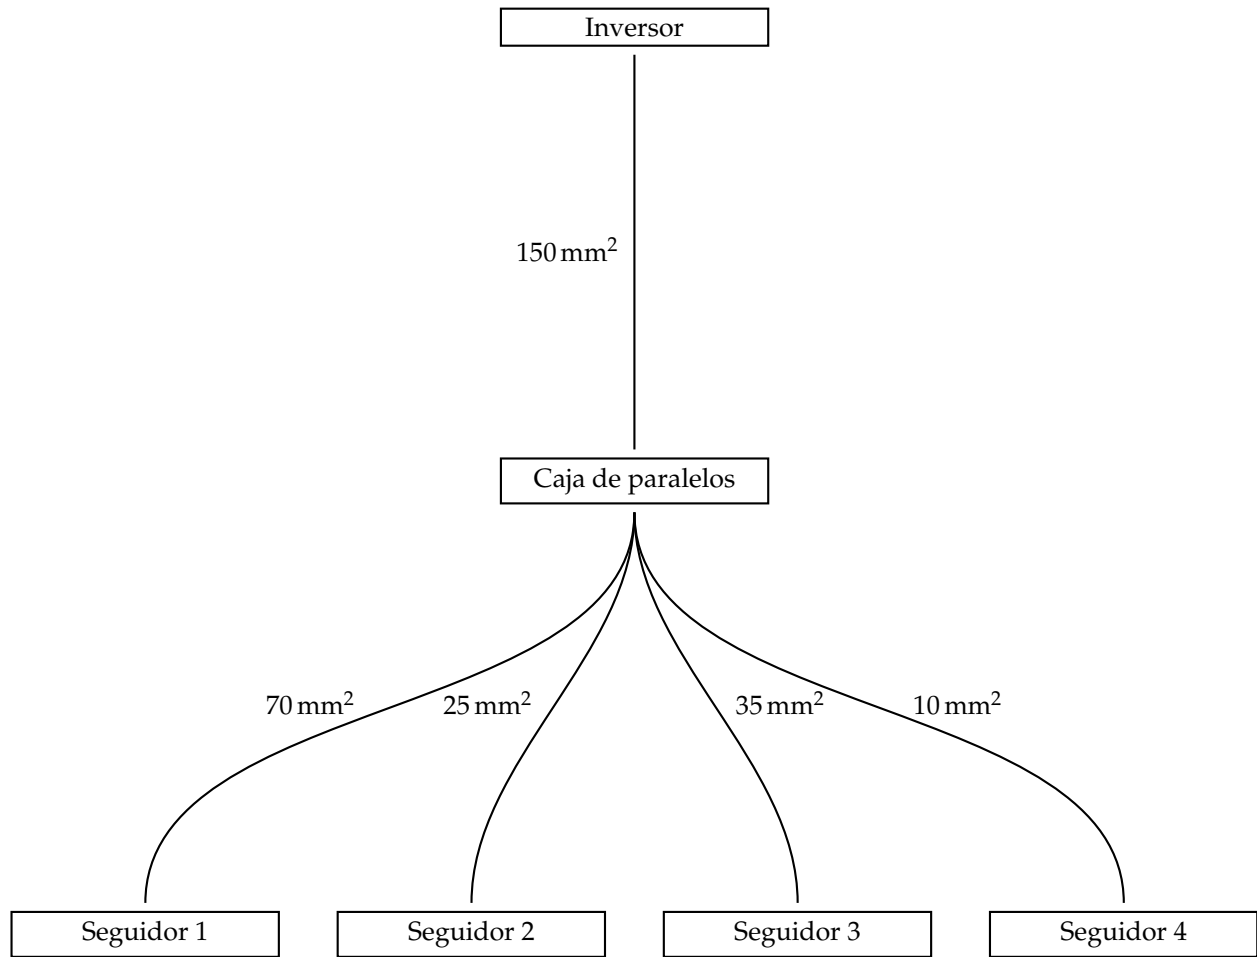 Inversor
150 mm²
Caja de paralelos
70 mm²
25 mm²
35 mm²
10 mm²
Seguidor 1
Seguidor 2
Seguidor 3
Seguidor 4